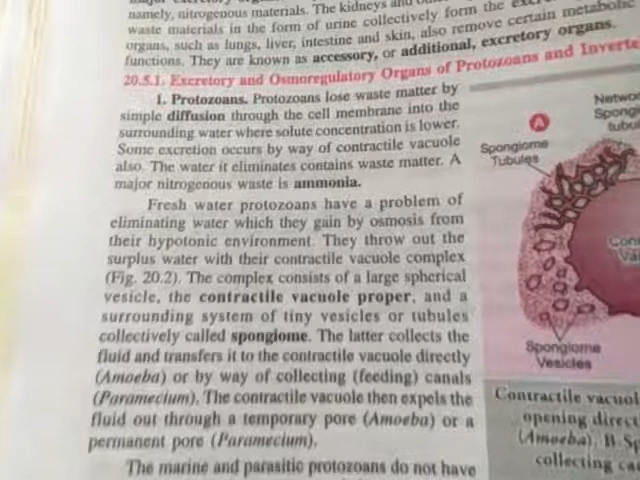 namely, nitrogenous materials. The kidneys and
waste materials in the form of urine collectively form the
organs, such as lungs, liver, intestine and skin, also remove certain metabolic
functions. They are known as accessory, or additional, excretory organs.
20.5.1. Excretory and Osmoregulatory Organs of Protozoans and
1. Protozoans. Protozoans lose waste matter by
simple diffusion through the cell membrane into the
surrounding water where solute concentration is lower.
Some excretion occurs by way of contractile vacuole
also. The water it eliminates contains waste matter. A
major nitrogenous waste is ammonia.
Fresh water protozoans have a problem of
eliminating water which they gain by osmosis from
their hypotonic environment. They throw out the
surplus water with their contractile vacuole complex
(Fig. 20.2). The complex consists of a large spherical
vesicle, the contractile vacuole proper, and a
surrounding system of tiny vesicles or tubules
collectively called spongiome. The latter collects the
fluid and transfers it to the contractile vacuole directly
(Amoeba) or by way of collecting (feeding) canals
(Paramecium). The contractile vacuole then expels the
fluid out through a temporary pore (Amoeba) or a
permanent pore (Paramecium).
The marine and parasitic protozoans do not have
A
Spongiome
Tubules
Spongiome
Vesicles
opening
(Amoeba). B.
collecting